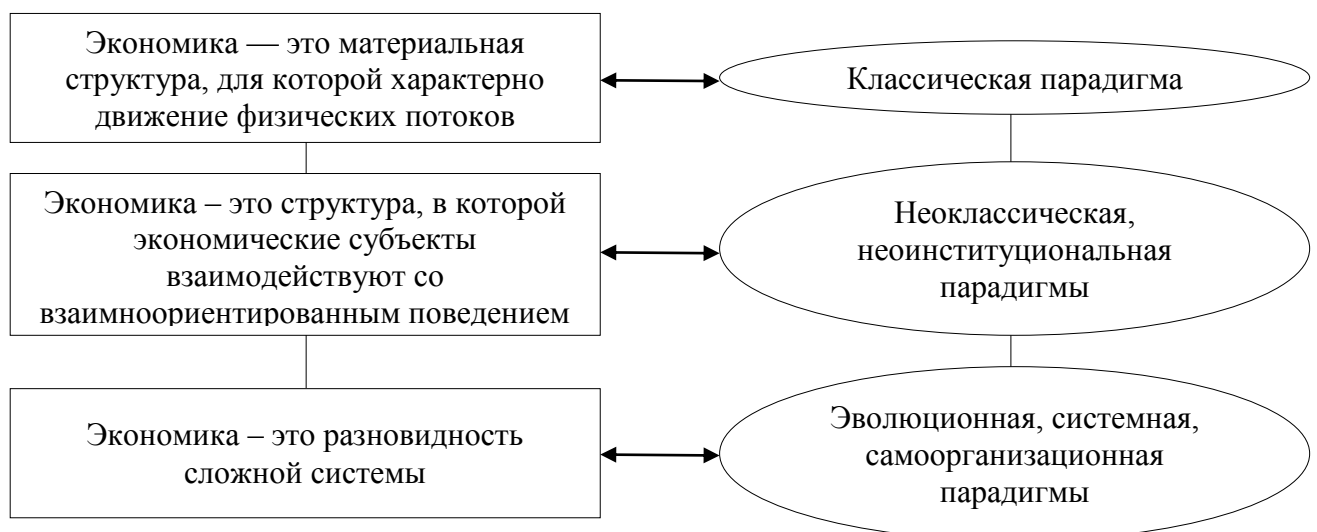 Экономика — это материальная
структура, для которой характерно
движение физических потоков
Классическая парадигма
Экономика – это структура, в которой
экономические субъекты
взаимодействуют со
взаимноориентированным поведением
Неоклассическая,
неоинституциональная
парадигмы
Экономика – это разновидность
сложной системы
Эволюционная, системная,
самоорганизационная
парадигмы